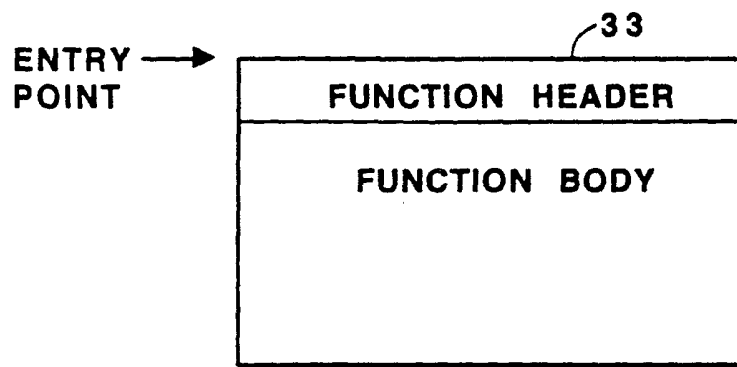 33
ENTRY
POINT
FUNCTION HEADER
FUNCTION BODY